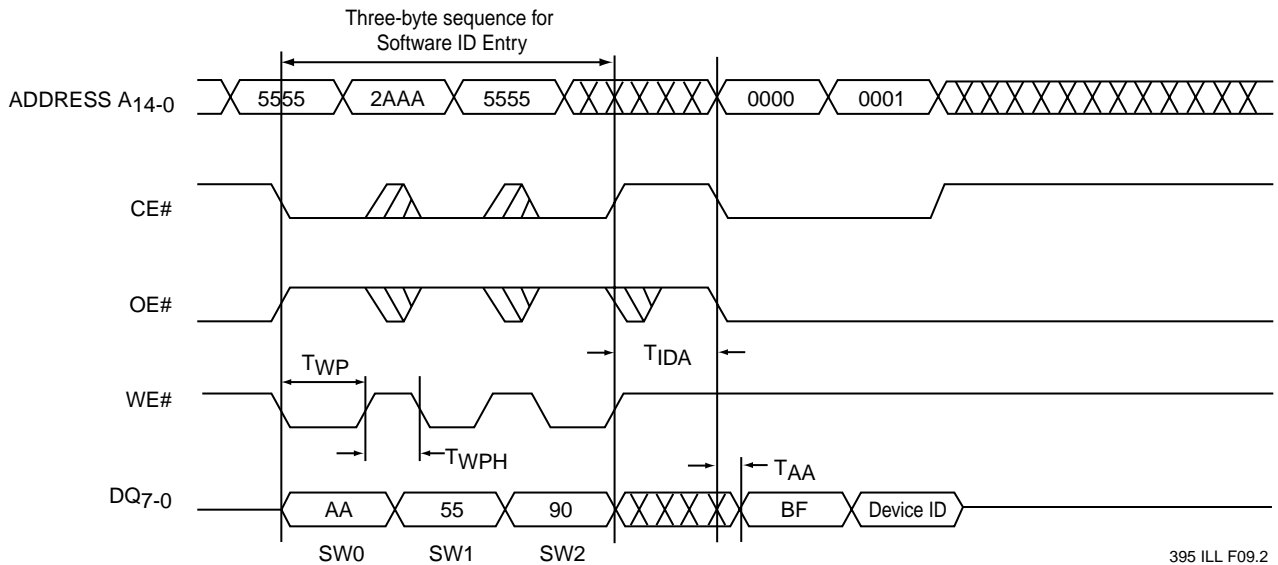 Three-byte sequence for
Software ID Entry
ADDRESS A14-0
5555 2AAA 5555 0000 0001
CE#
OE#
TIDA
TWP
WE#
TWPH
TAA
DQ7-0
AA 55 90 BF Device ID
SW0 SW1 SW2
395 ILL F09.2